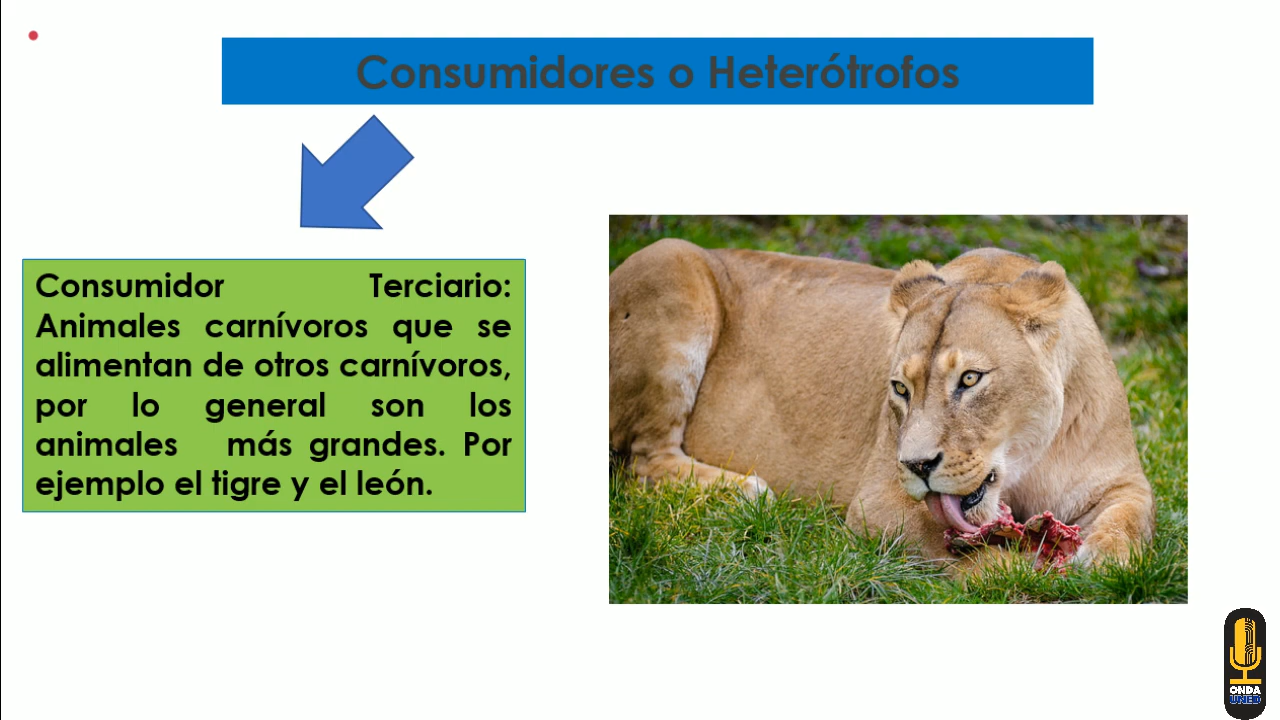 Consumidores o Heterótrofos
Consumidor Terciario:
Animales carnívoros que se
alimentan de otros carnívoros,
por lo general son los
animales más grandes. Por
ejemplo el tigre y el león.
ONDA
UNED